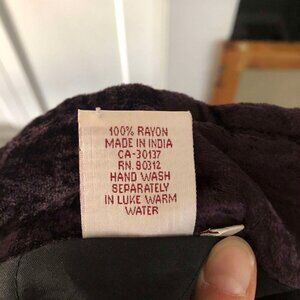 100% RAYON
MADE IN INDIA
CA-30137
RN. 80312
HAND WASH
SEPARATELY
IN LUKE WARM
WATER